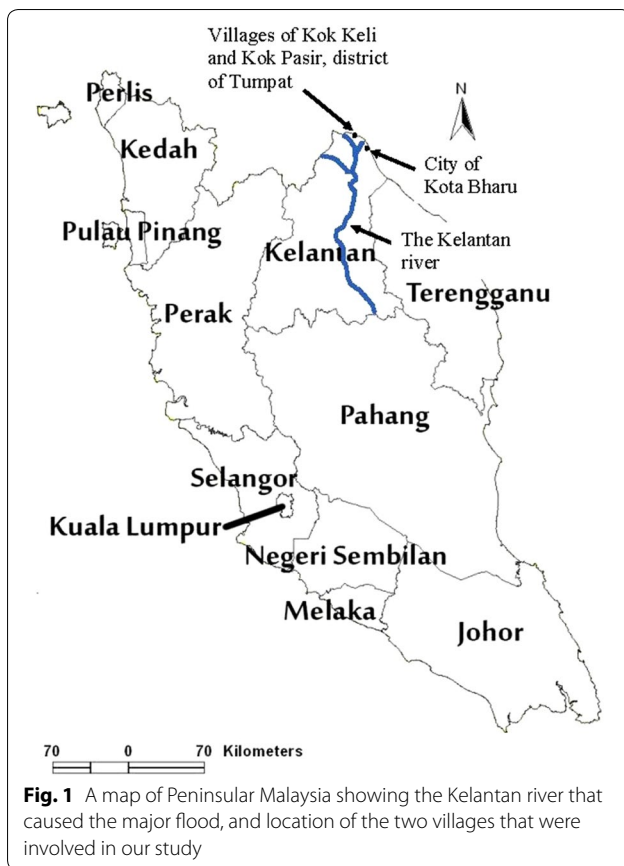 Villages of Kok Keli
and Kok Pasir, district
of Tumpat
N
Perlis
Kedah
City of
Kota Bharu
Pulau Pinang
The Kelantan
river
Kelantan
Terengganu
Perak
Pahang
Selangor
Kuala Lumpur
Negeri Sembilan
Melaka
Johor
70 0 70 Kilometers
Fig. 1 A map of Peninsular Malaysia showing the Kelantan river that
caused the major flood, and location of the two villages that were
involved in our study